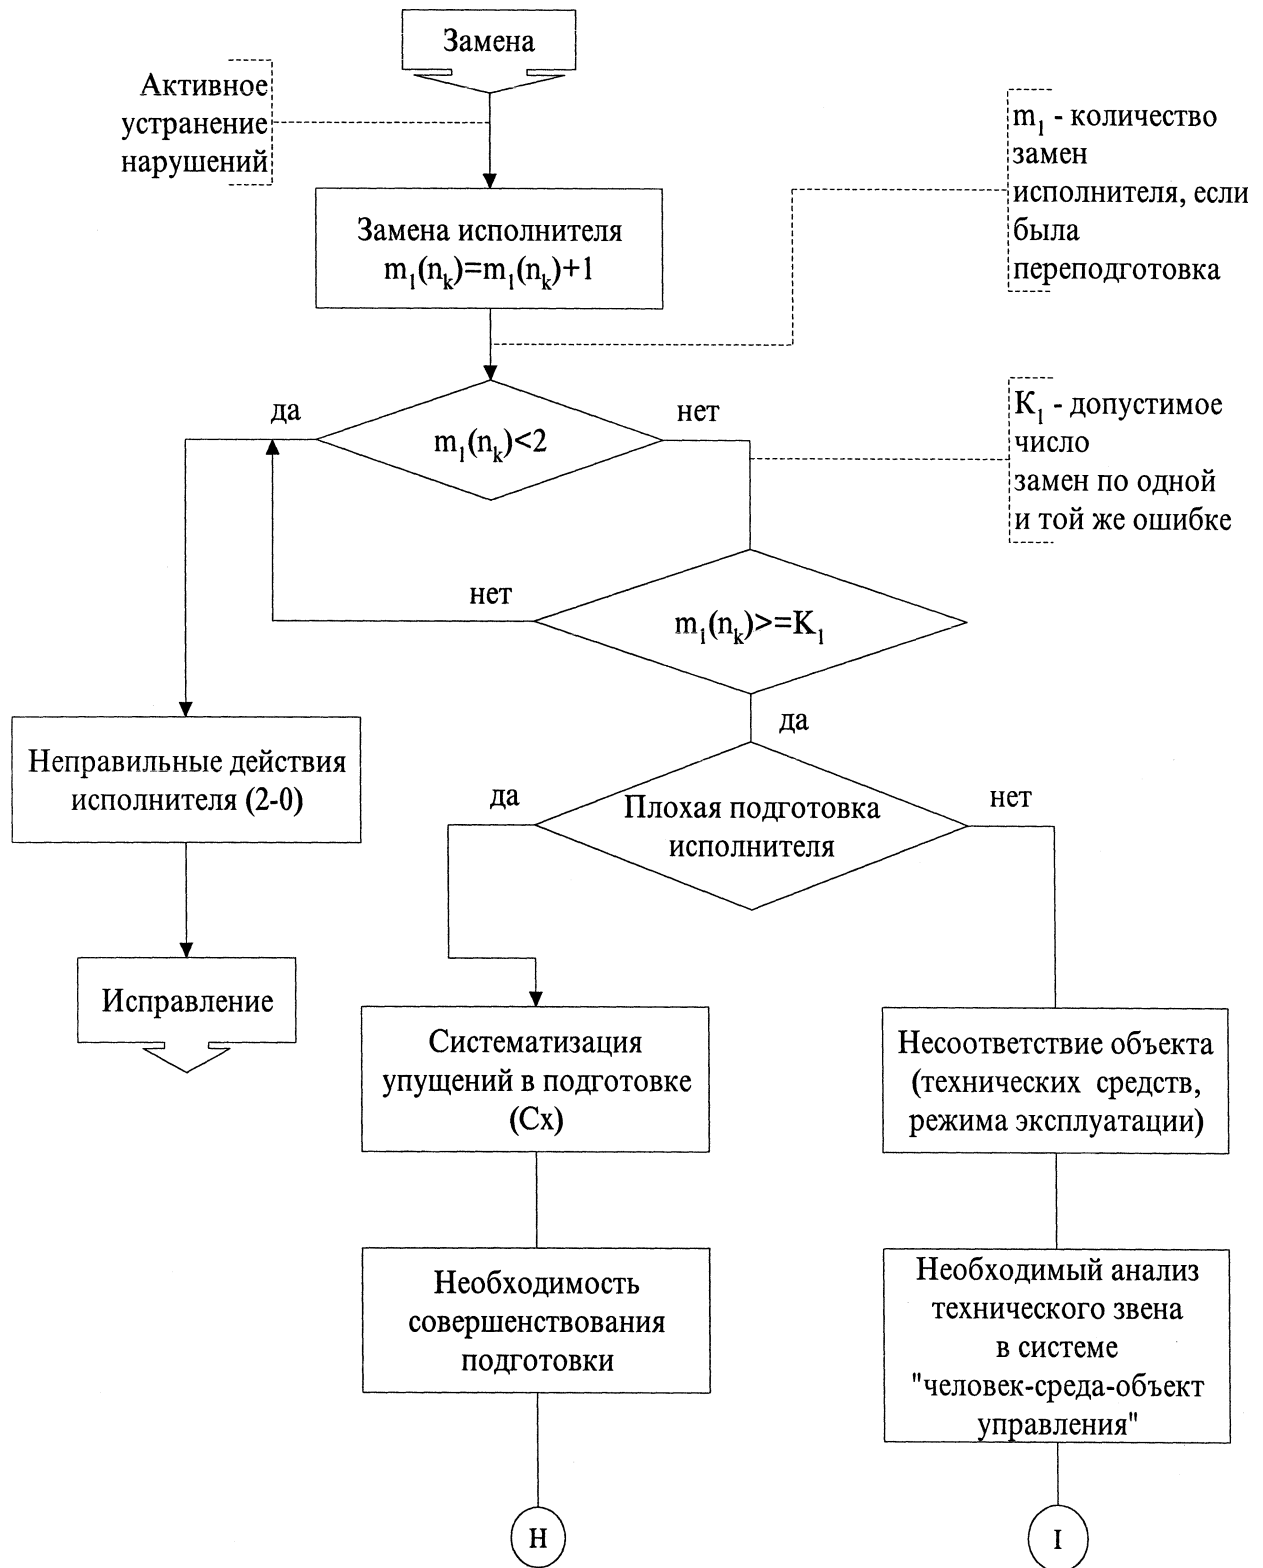 Замена
Активное
устранение
нарушений
m₁ - количество
замен
исполнителя, если
была
переподготовка
Замена исполнителя
m₁(nₖ)=m₁(nₖ)+1
да
нет
m₁(nₖ)<2
K₁ - допустимое
число
замен по одной
и той же ошибке
нет
m₁(nₖ)>=K₁
да
Неправильные действия
исполнителя (2-0)
да
Плохая подготовка
исполнителя
нет
Исправление
Систематизация
упущений в подготовке
(Сх)
Несоответствие объекта
(технических средств,
режима эксплуатации)
Необходимость
совершенствования
подготовки
Необходимый анализ
технического звена
в системе
"человек-среда-объект
управления"
H
I